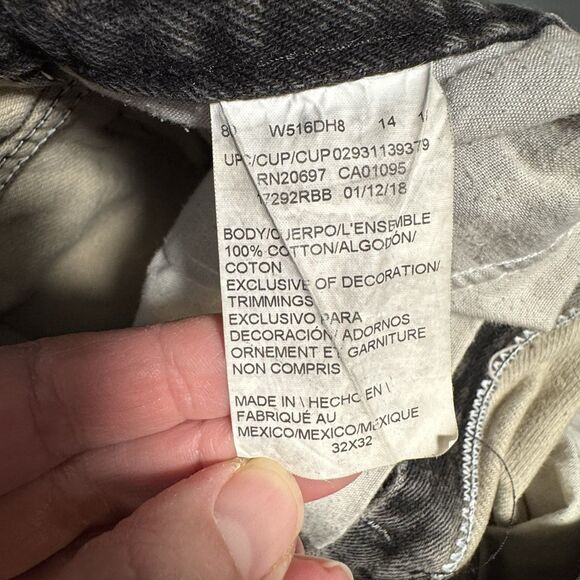 W516DH8 14
UPC/CUP/CUP 02931139379
RN20697 CA01095
7292RBB 01/12/18
BODY/CUERPO/L'ENSEMBLE
100% COTTON/ALGODÓN/
COTON
EXCLUSIVE OF DECORATION/
TRIMMINGS
EXCLUSIVO PARA
DECORACIÓN/ ADORNOS
ORNEMENT ET GARNITURE
NON COMPRIS
MADE IN \ HECHO EN \
FABRIQUÉ AU
MEXICO/MEXICO/MEXIQUE
32X32